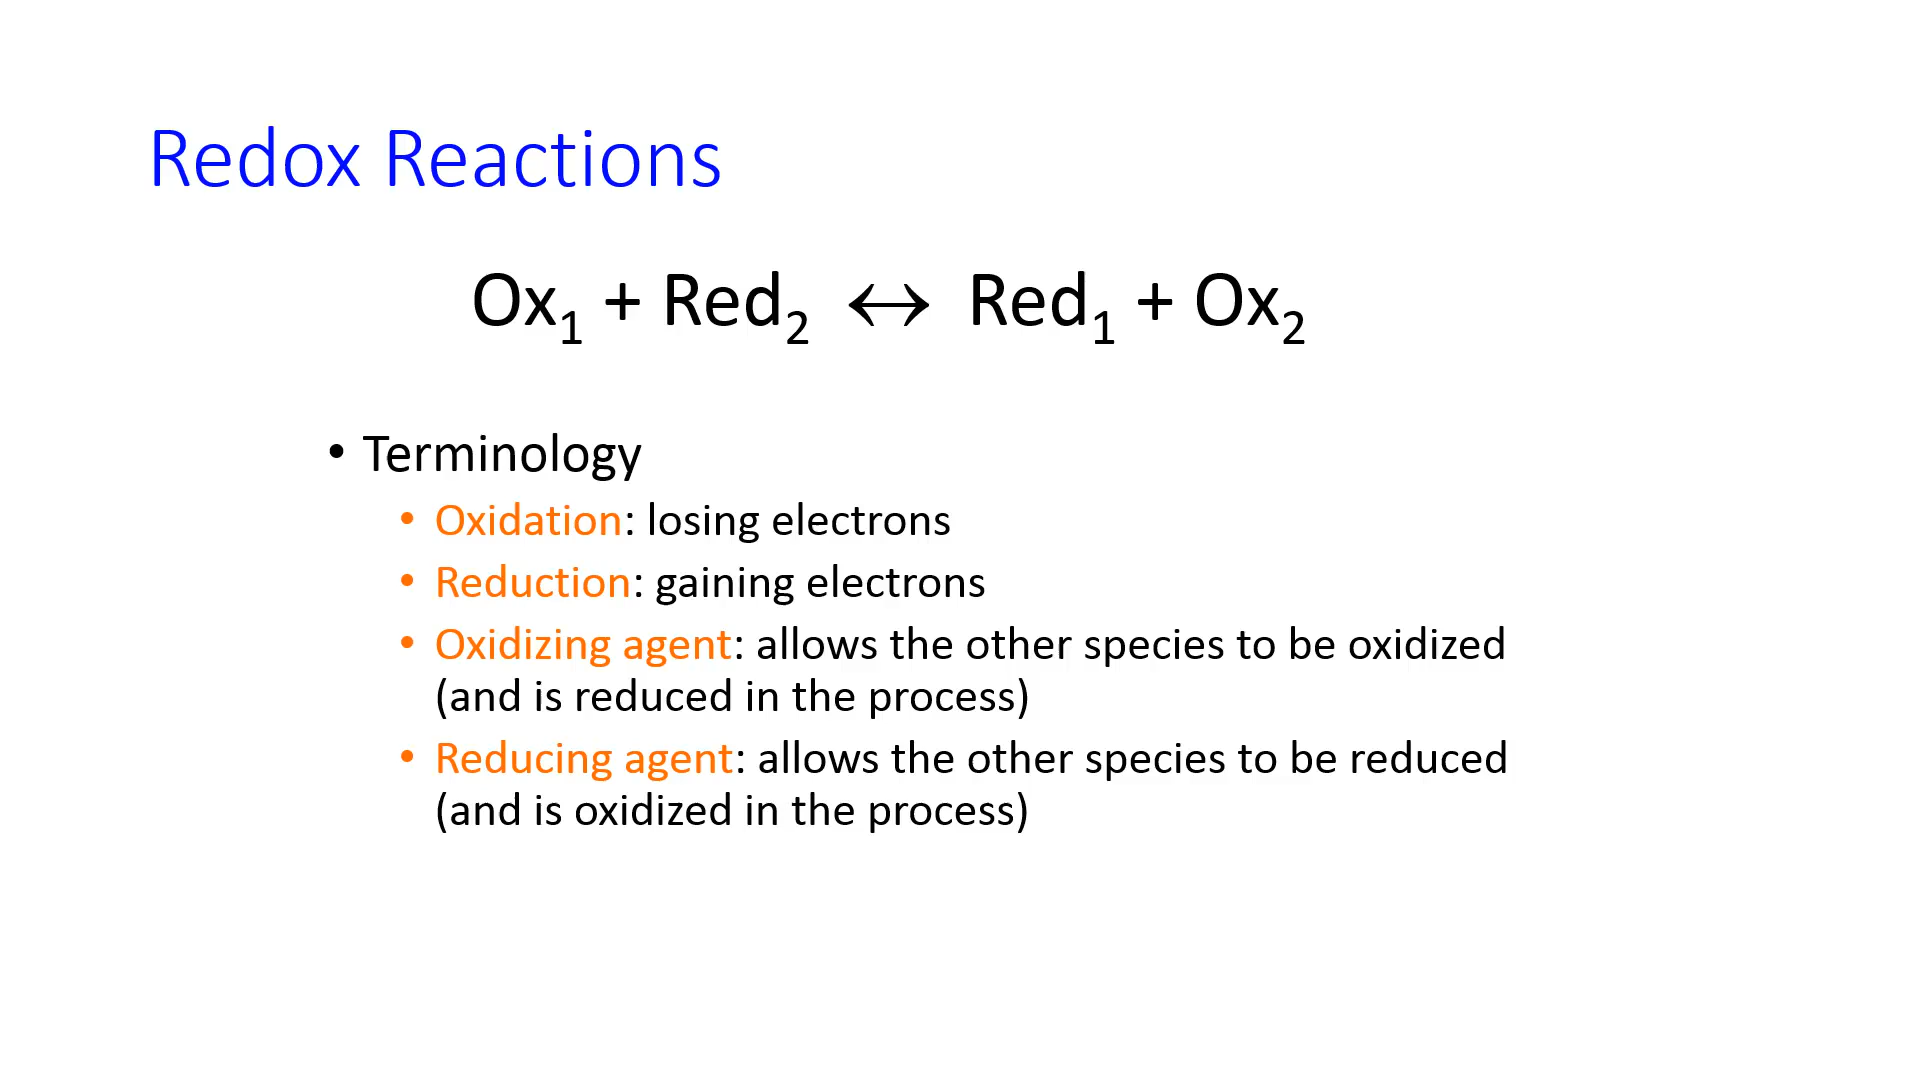 Redox Reactions
Ox₁ + Red₂ ↔ Red₁ + Ox₂
• Terminology
• Oxidation: losing electrons
• Reduction: gaining electrons
• Oxidizing agent: allows the other species to be oxidized
(and is reduced in the process)
• Reducing agent: allows the other species to be reduced
(and is oxidized in the process)